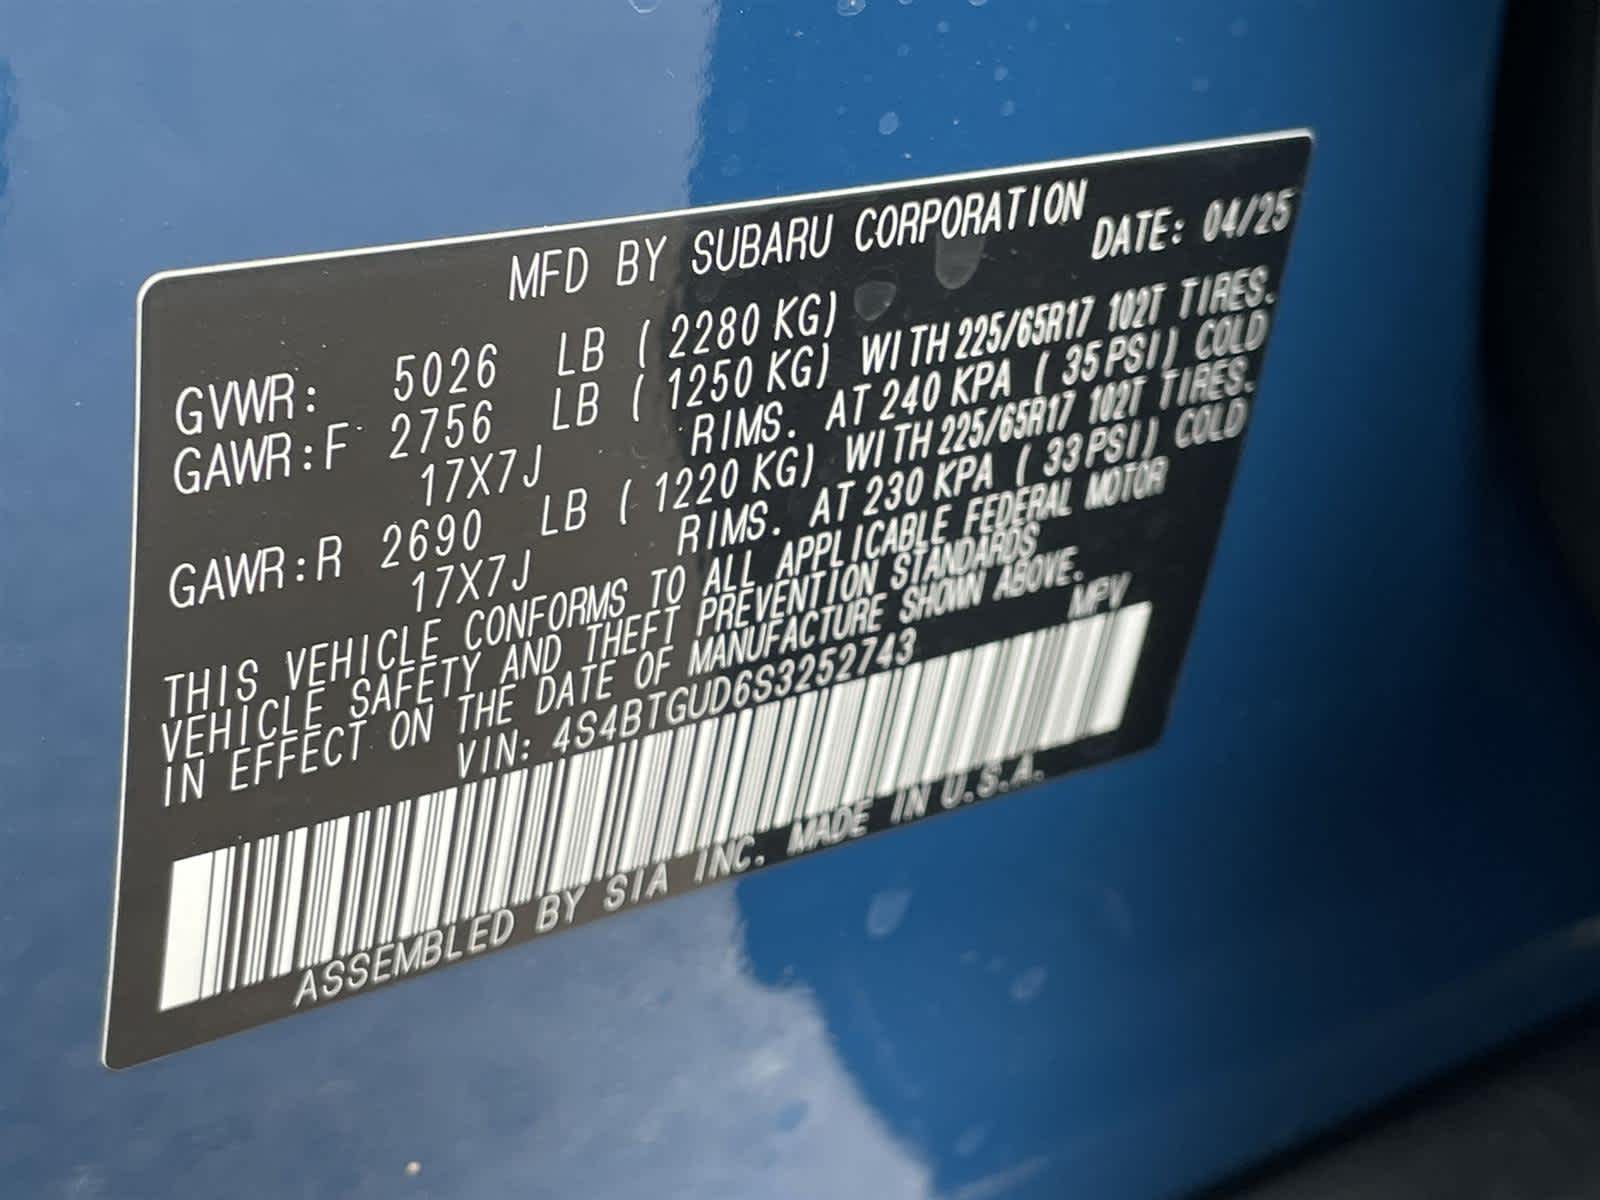 MFD BY SUBARU CORPORATION
DATE: 04/25
GVWR: 5026 LB ( 2280 KG)
GAWR:F 2756 LB ( 1250 KG) WITH 225/65R17 102T TIRES.
17X7J RIMS. AT 240 KPA ( 35 PSI) COLD
GAWR:R 2690 LB ( 1220 KG) WITH 225/65R17 102T TIRES.
17X7J RIMS. AT 230 KPA ( 33 PSI) COLD
THIS VEHICLE CONFORMS TO ALL APPLICABLE FEDERAL MOTOR
VEHICLE SAFETY AND THEFT PREVENTION STANDARDS
IN EFFECT ON THE DATE OF MANUFACTURE SHOWN ABOVE.
VIN: 4S4BTGUD6S3252743 MPV
ASSEMBLED BY SIA INC. MADE IN U.S.A.